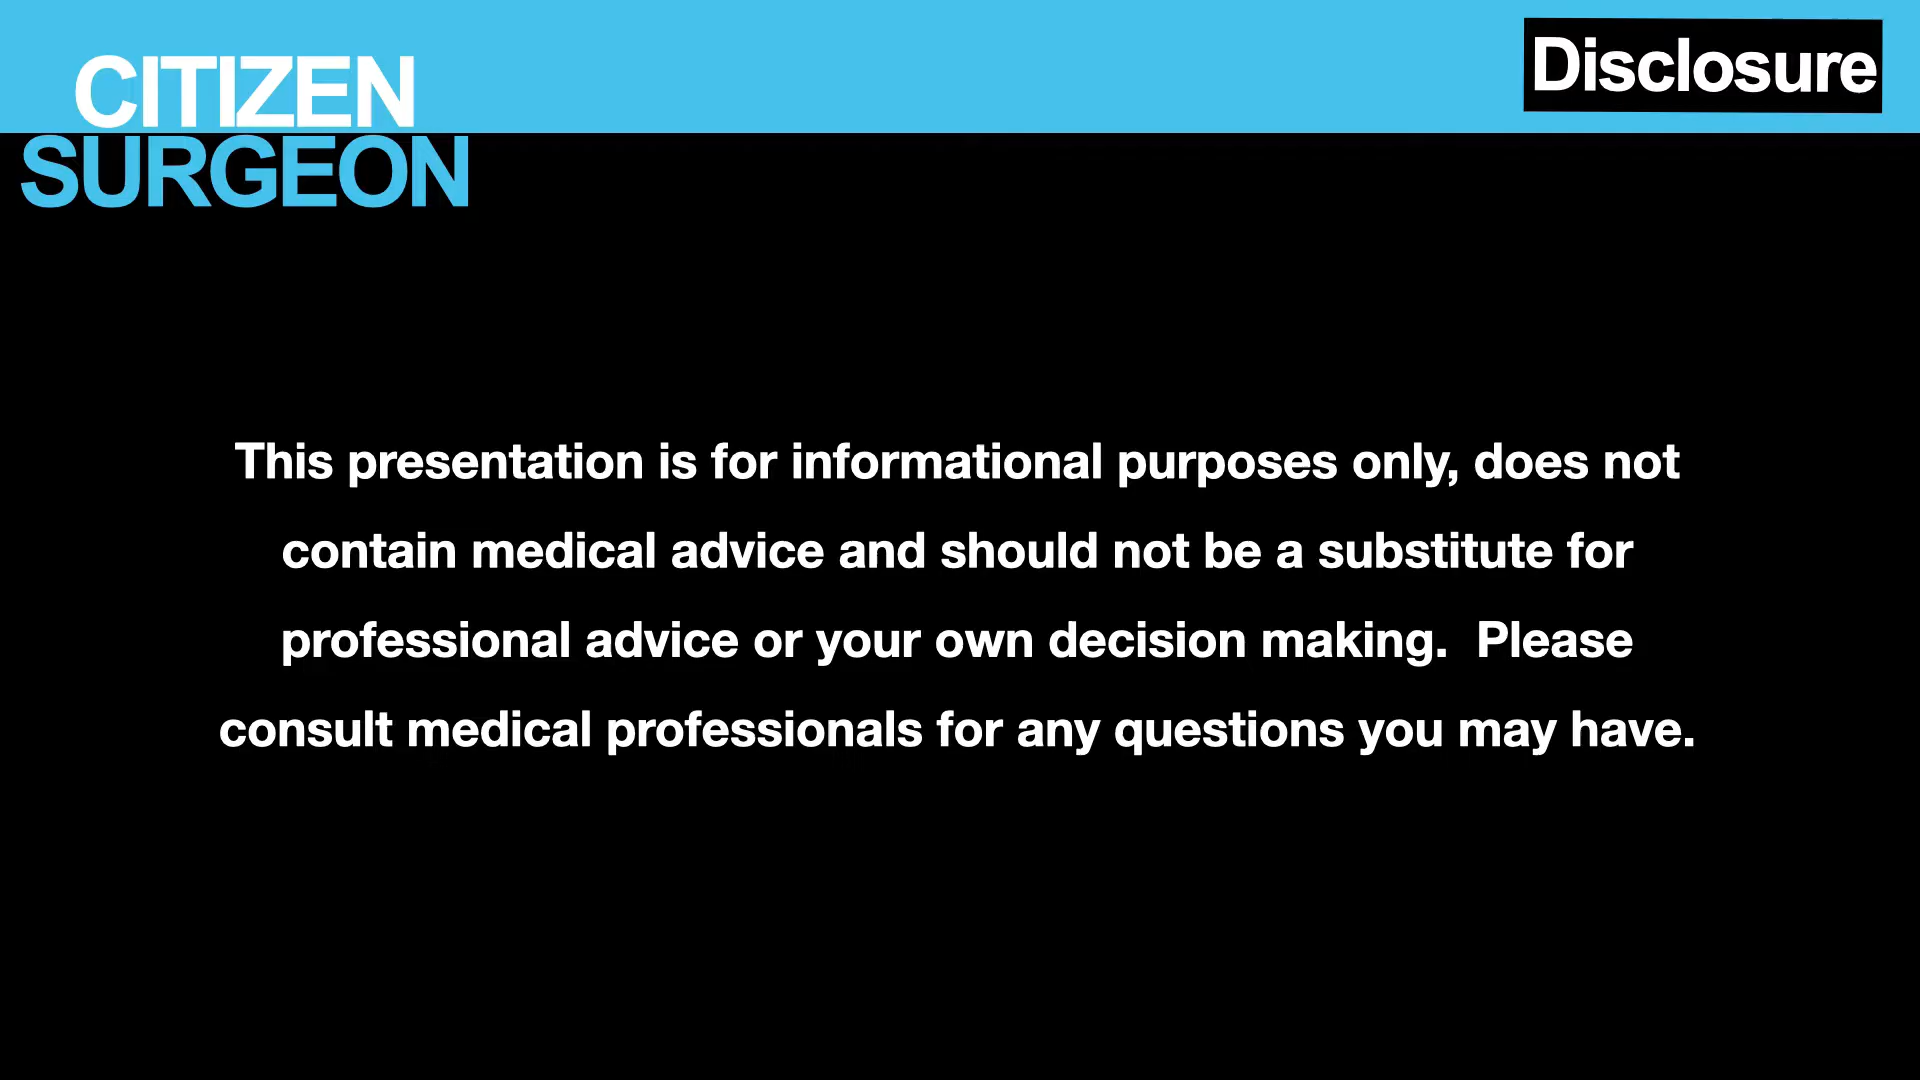 CITIZEN
SURGEON
Disclosure
This presentation is for informational purposes only, does not
contain medical advice and should not be a substitute for
professional advice or your own decision making.  Please
consult medical professionals for any questions you may have.